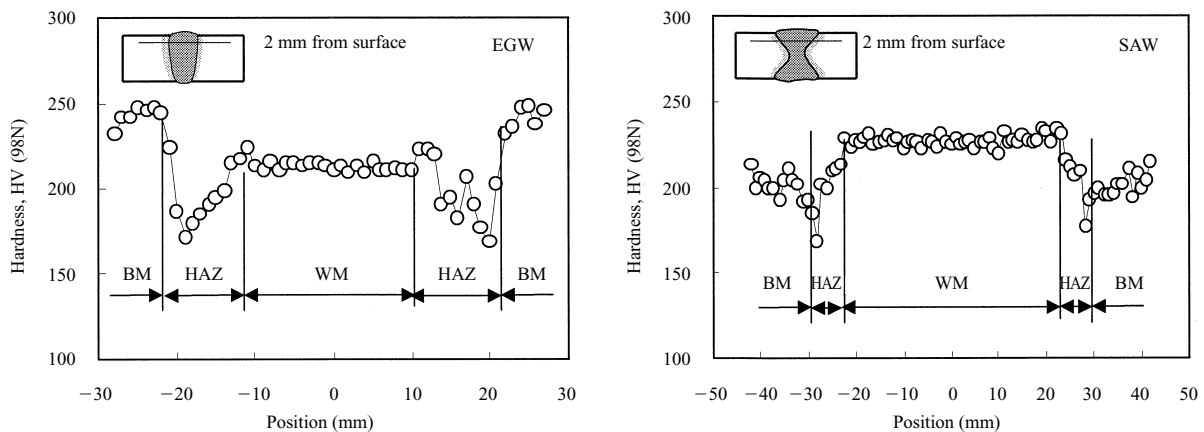 300
250
200
150
100
Hardness, HV (98N)
2 mm from surface
EGW
BM
HAZ
WM
HAZ
BM
−30
−20
−10
0
10
20
30
Position (mm)
300
250
200
150
100
Hardness, HV (98N)
2 mm from surface
SAW
BM
HAZ
WM
HAZ
BM
−50
−40
−30
−20
−10
0
10
20
30
40
50
Position (mm)